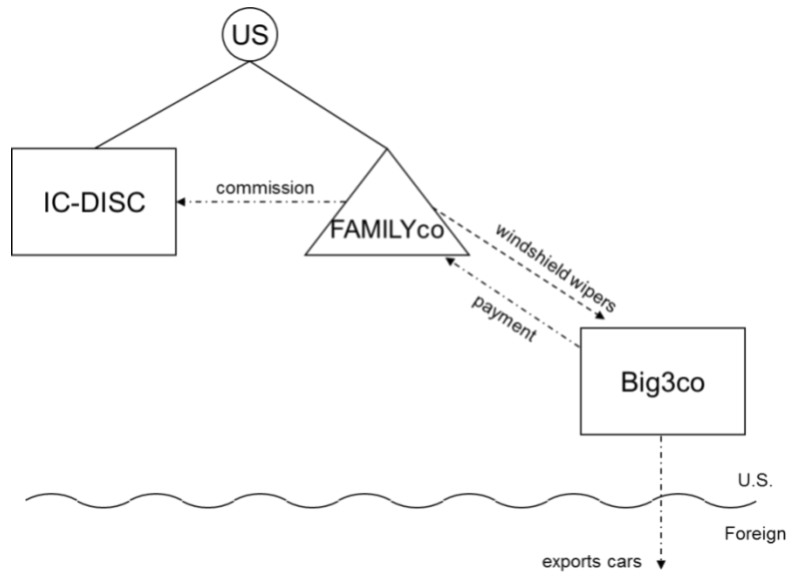 US
IC-DISC
commission
FAMILYco
windshield wipers
payment
Big3co
U.S.
Foreign
exports cars